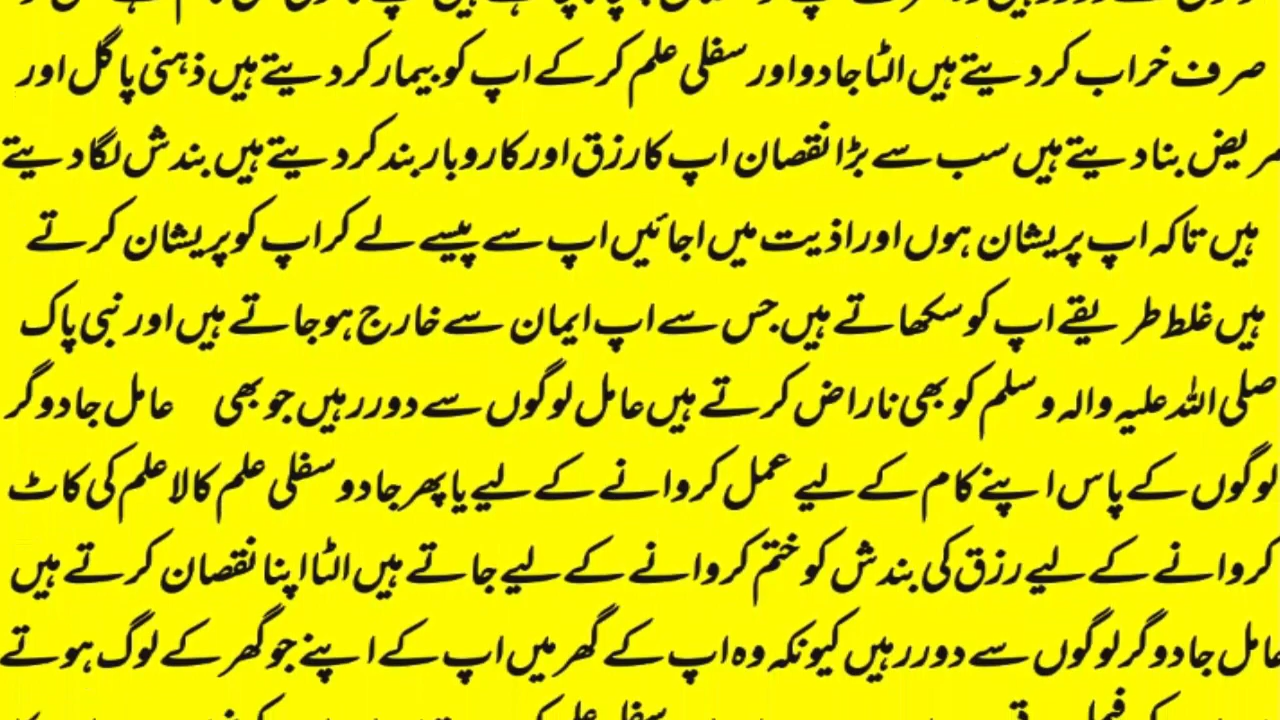 صرف خراب کر دیتے ہیں الٹا جادو اور سفلی علم کر کے اپ کو بیمار کر دیتے ہیں ذہنی پاگل اور
مریض بنا دیتے ہیں سب سے بڑا نقصان اپ کا رزق اور کاروبار بند کر دیتے ہیں بندش لگا دیتے
ہیں تاکہ اپ پریشان ہوں اور اذیت میں اجائیں اپ سے پیسے لے کر اپ کو پریشان کرتے
ہیں غلط طریقے اپ کو سکھاتے ہیں جس سے اپ ایمان سے خارج ہو جاتے ہیں اور نبی پاک
صلی اللہ علیہ والہ وسلم کو بھی ناراض کرتے ہیں عامل لوگوں سے دور رہیں جو بھی عامل جادوگر
لوگوں کے پاس اپنے کام کے لیے عمل کروانے کے لیے یا پھر جادو سفلی علم کالا علم کی کاٹ
کروانے کے لیے رزق کی بندش کو ختم کروانے کے لیے جاتے ہیں الٹا اپنا نقصان کرتے ہیں
عامل جادوگر لوگوں سے دور رہیں کیونکہ وہ اپ کے گھر میں اپ کے اپنے جو گھر کے لوگ ہوتے